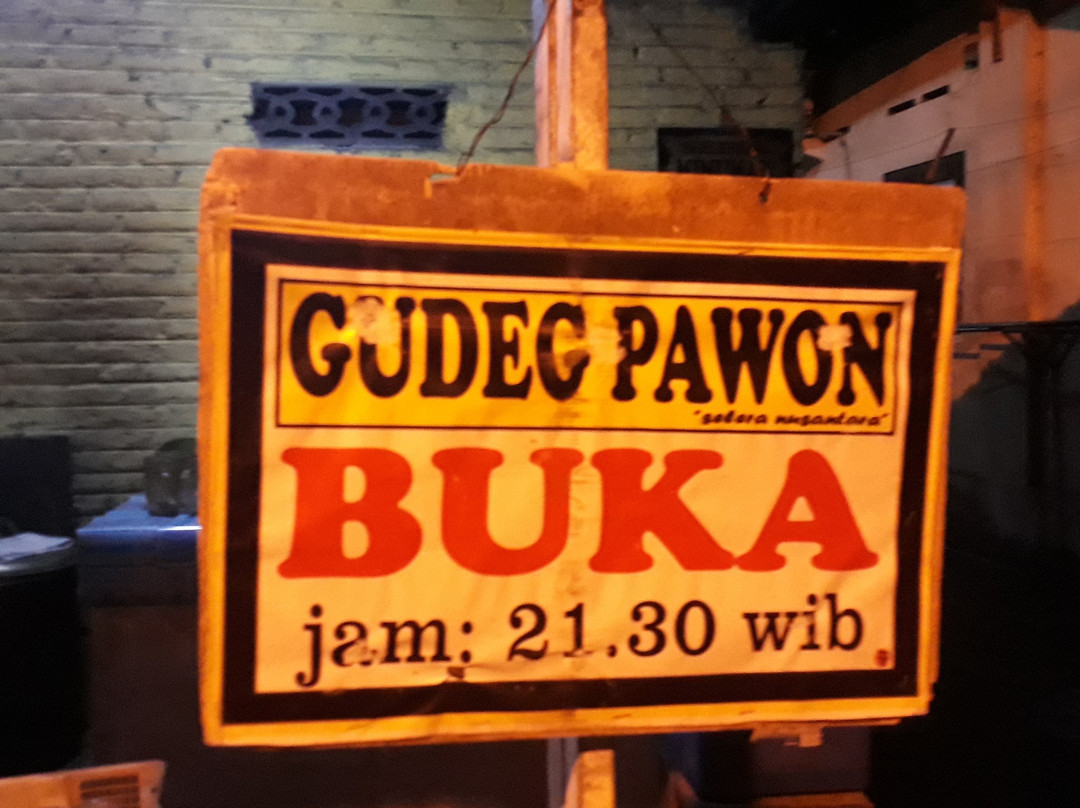 GUDEG PAWON
"selera nusantara"
BUKA
jam: 21.30 wib